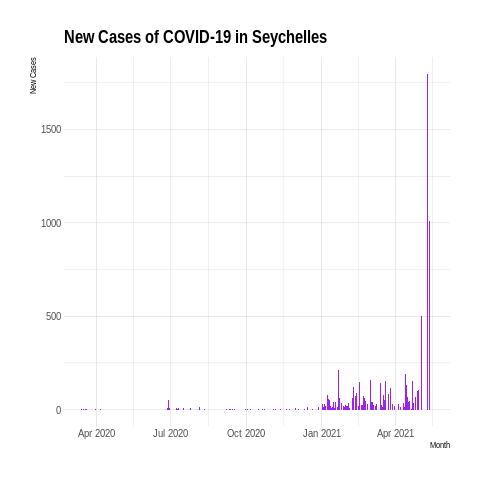 New Cases of COVID-19 in Seychelles
New Cases
1500
1000
500
0
Apr 2020 Jul 2020 Oct 2020 Jan 2021 Apr 2021
Month